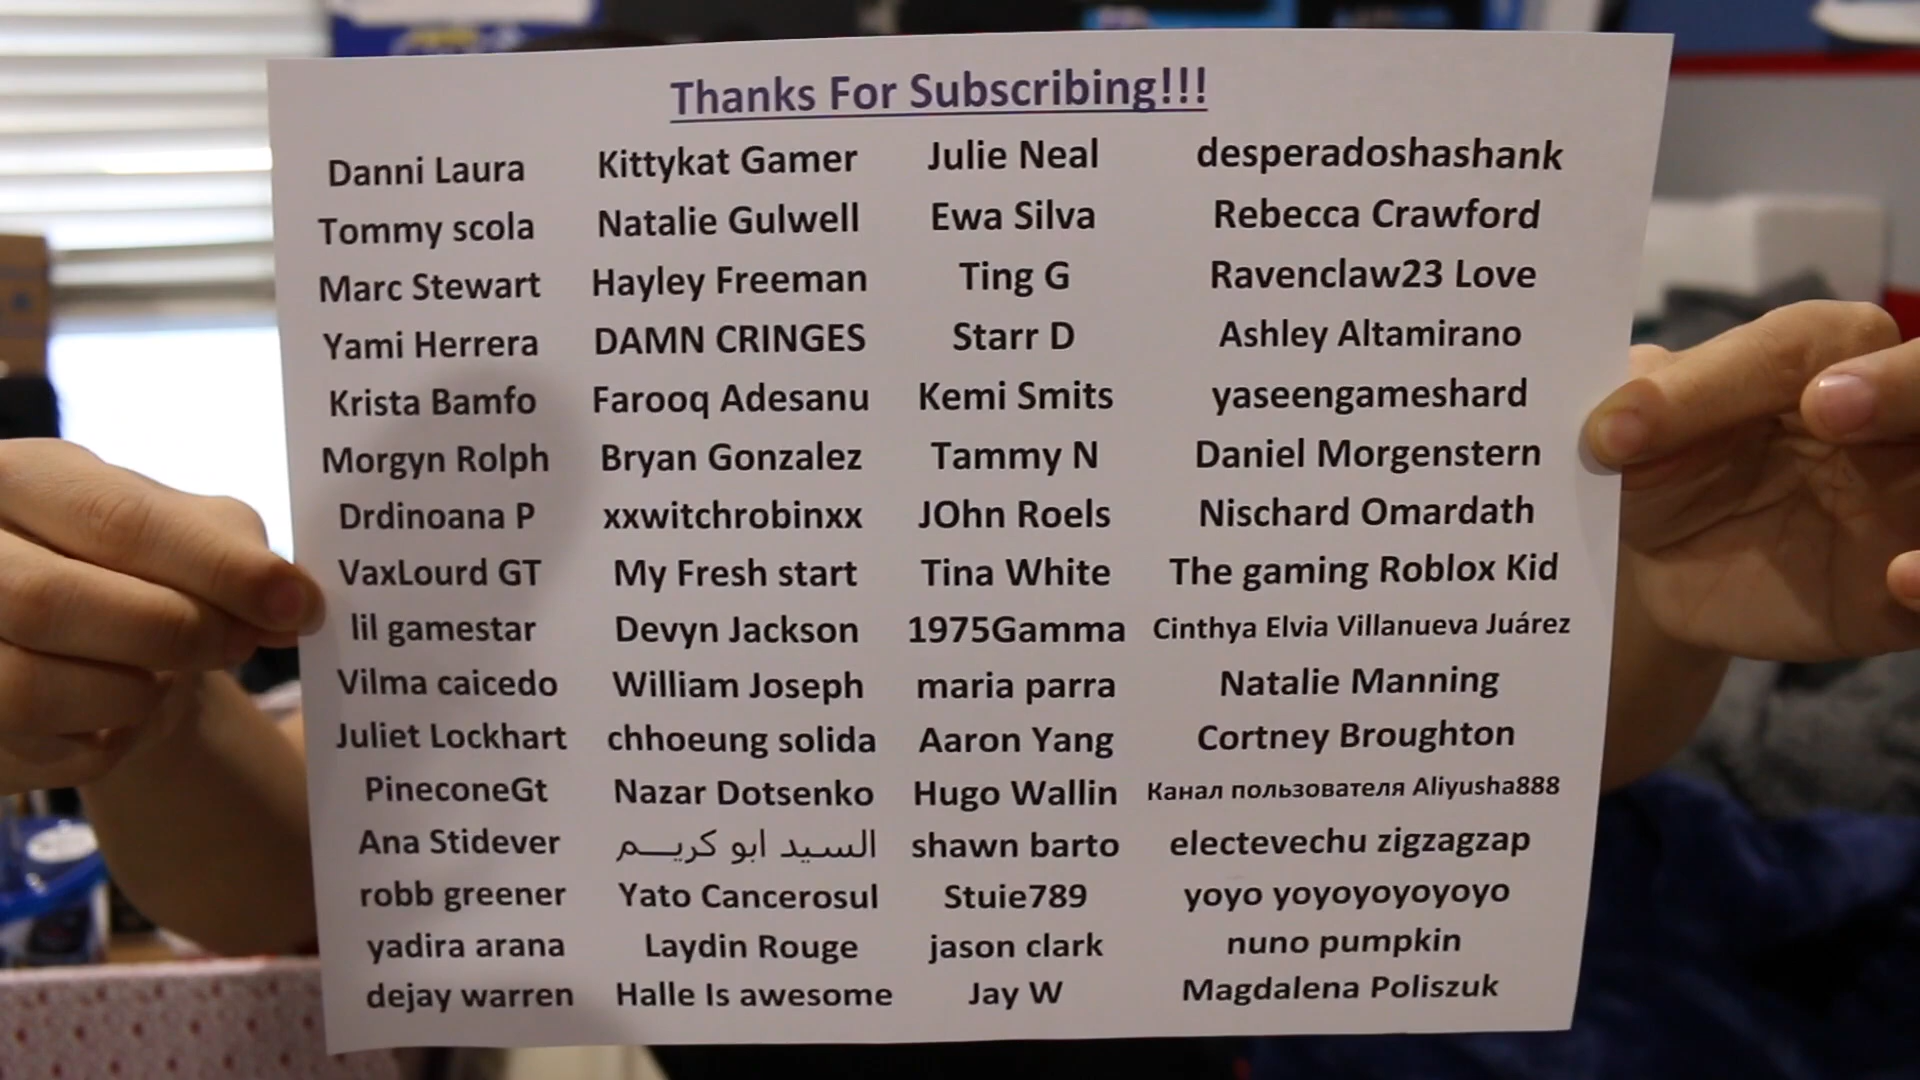 Thanks For Subscribing!!!
Danni Laura Kittykat Gamer Julie Neal desperadoshashank
Tommy scola Natalie Gulwell Ewa Silva Rebecca Crawford
Marc Stewart Hayley Freeman Ting G Ravenclaw23 Love
Yami Herrera DAMN CRINGES Starr D Ashley Altamirano
Krista Bamfo Farooq Adesanu Kemi Smits yaseengameshard
Morgyn Rolph Bryan Gonzalez Tammy N Daniel Morgenstern
Drdinoana P xxwitchrobinxx JOhn Roels Nischard Omardath
VaxLourd GT My Fresh start Tina White The gaming Roblox Kid
lil gamestar Devyn Jackson 1975Gamma Cinthya Elvia Villanueva Juárez
Vilma caicedo William Joseph maria parra Natalie Manning
Juliet Lockhart chhoeung solida Aaron Yang Cortney Broughton
PineconeGt Nazar Dotsenko Hugo Wallin Канал пользователя Aliyusha888
Ana Stidever السيد ابو كريـــم shawn barto electevechu zigzagzap
robb greener Yato Cancerosul Stuie789 yoyo yoyoyoyoyoyo
yadira arana Laydin Rouge jason clark nuno pumpkin
dejay warren Halle Is awesome Jay W Magdalena Poliszuk